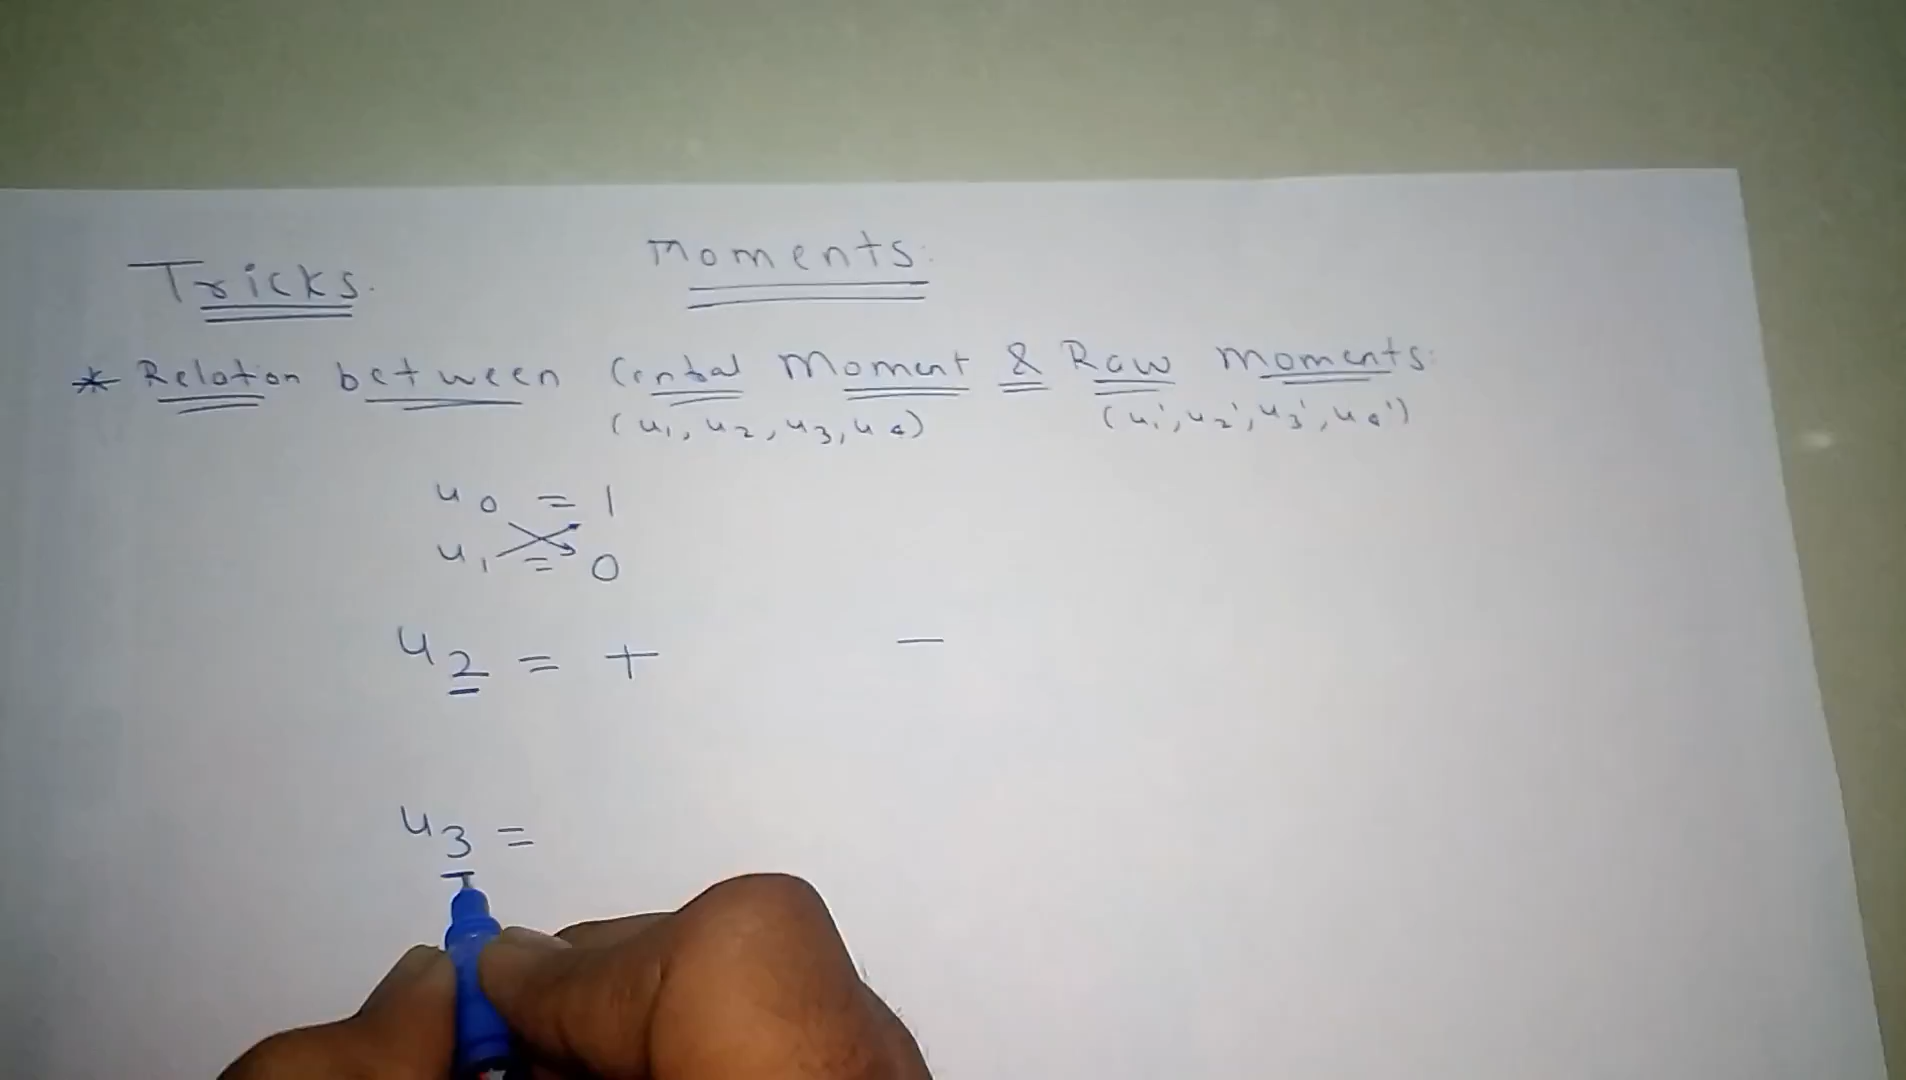 Moments:
Tricks.
* Relation between Central Moment & Raw Moments:
(u₁, u₂, u₃, u₄) (u₁', u₂', u₃', u₄')
u₀ = 1
u₁ = 0
u₂ = + −
u₃ =